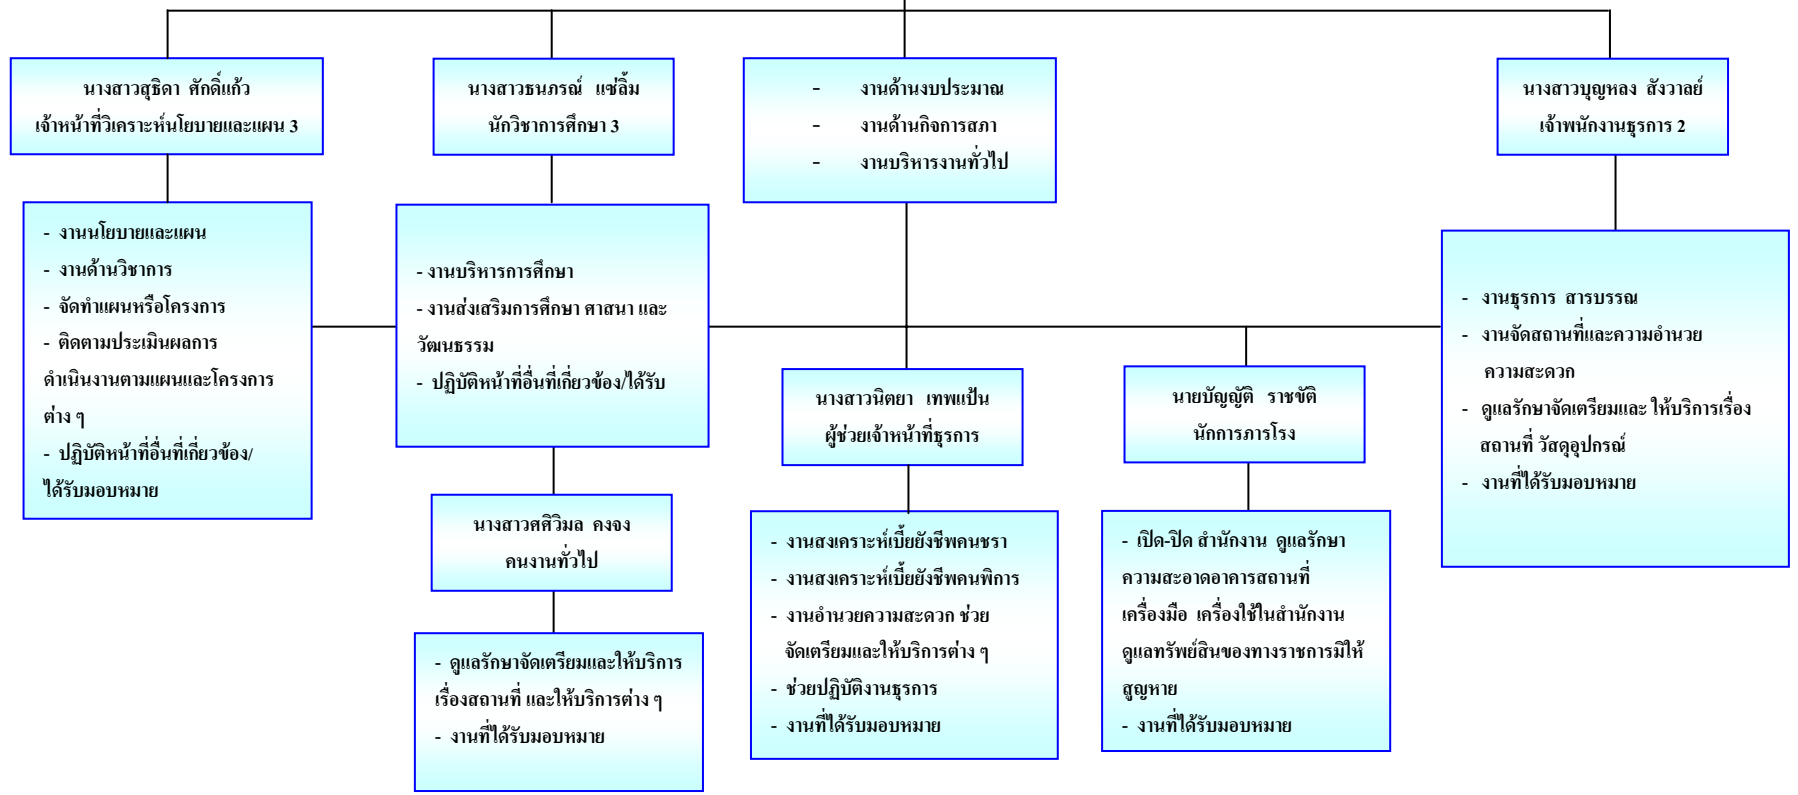 นางสาวสุธิดา ศักดิ์แก้ว
เจ้าหน้าที่วิเคราะห์นโยบายและแผน 3
นางสาวธนภรณ์ แซ่ลิ้ม
นักวิชาการศึกษา 3
- งานด้านงบประมาณ
- งานด้านกิจการสภา
- งานบริหารงานทั่วไป
นางสาวบุญหลง สังวาลย์
เจ้าพนักงานธุรการ 2
- งานนโยบายและแผน
- งานด้านวิชาการ
- จัดทำแผนหรือโครงการ
- ติดตามประเมินผลการ
ดำเนินงานตามแผนและโครงการ
ต่าง ๆ
- ปฏิบัติหน้าที่อื่นที่เกี่ยวข้อง/
ได้รับมอบหมาย
- งานบริหารการศึกษา
- งานส่งเสริมการศึกษา ศาสนา และ
วัฒนธรรม
- ปฏิบัติหน้าที่อื่นที่เกี่ยวข้อง/ได้รับ
- งานธุรการ สารบรรณ
- งานจัดสถานที่และความอำนวย
ความสะดวก
- ดูแลรักษาจัดเตรียมและ ให้บริการเรื่อง
สถานที่ วัสดุอุปกรณ์
- งานที่ได้รับมอบหมาย
นางสาวนิตยา เทพแป้น
ผู้ช่วยเจ้าหน้าที่ธุรการ
นายบัญญัติ ราชขัติ
นักการภารโรง
นางสาวศศิวิมล คงจง
คนงานทั่วไป
- งานสงเคราะห์เบี้ยยังชีพคนชรา
- งานสงเคราะห์เบี้ยยังชีพคนพิการ
- งานอำนวยความสะดวก ช่วย
จัดเตรียมและให้บริการต่าง ๆ
- ช่วยปฏิบัติงานธุรการ
- งานที่ได้รับมอบหมาย
- เปิด-ปิด สำนักงาน ดูแลรักษา
ความสะอาดอาคารสถานที่
เครื่องมือ เครื่องใช้ในสำนักงาน
ดูแลทรัพย์สินของทางราชการมิให้
สูญหาย
- งานที่ได้รับมอบหมาย
- ดูแลรักษาจัดเตรียมและให้บริการ
เรื่องสถานที่ และให้บริการต่าง ๆ
- งานที่ได้รับมอบหมาย